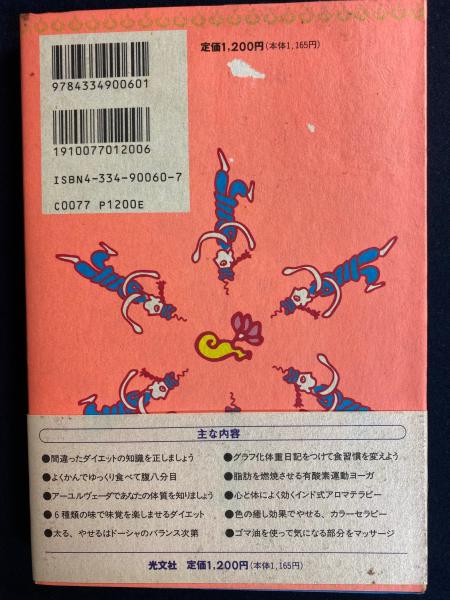 定価1,200円(本体1,165円)
9784334900601
1910077012006
ISBN4-334-90060-7
C0077 P1200E
主な内容
●間違ったダイエットの知識を正しましょう
●よくかんでゆっくり食べて腹八分目
●アーユルヴェーダであなたの体質を知りましょう
●6種類の味で味覚を楽しませるダイエット
●太る、やせるはドーシャのバランス次第
●グラフ化体重日記をつけて食習慣を変えよう
●脂肪を燃焼させる有酸素運動ヨーガ
●心と体によく効くインド式アロマテラピー
●色の癒し効果でやせる、カラーセラピー
●ゴマ油を使って気になる部分をマッサージ
光文社 定価1,200円(本体1,165円)